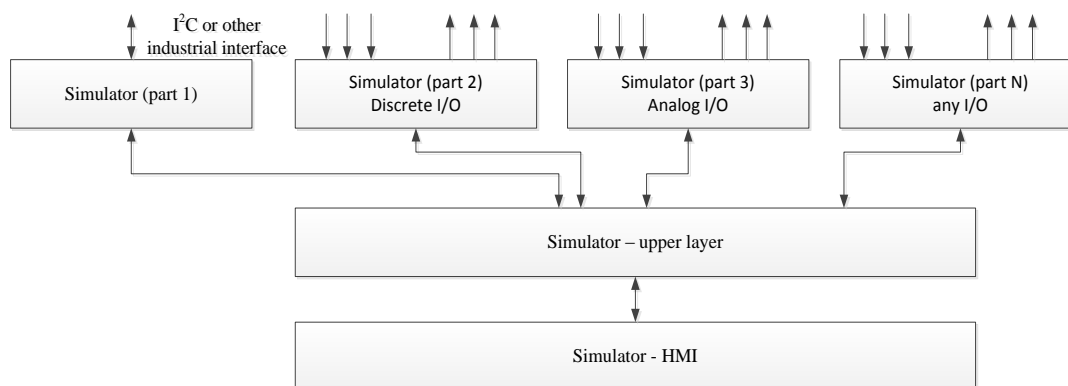 I²C or other
industrial interface
Simulator (part 1)
Simulator (part 2)
Discrete I/O
Simulator (part 3)
Analog I/O
Simulator (part N)
any I/O
Simulator – upper layer
Simulator - HMI